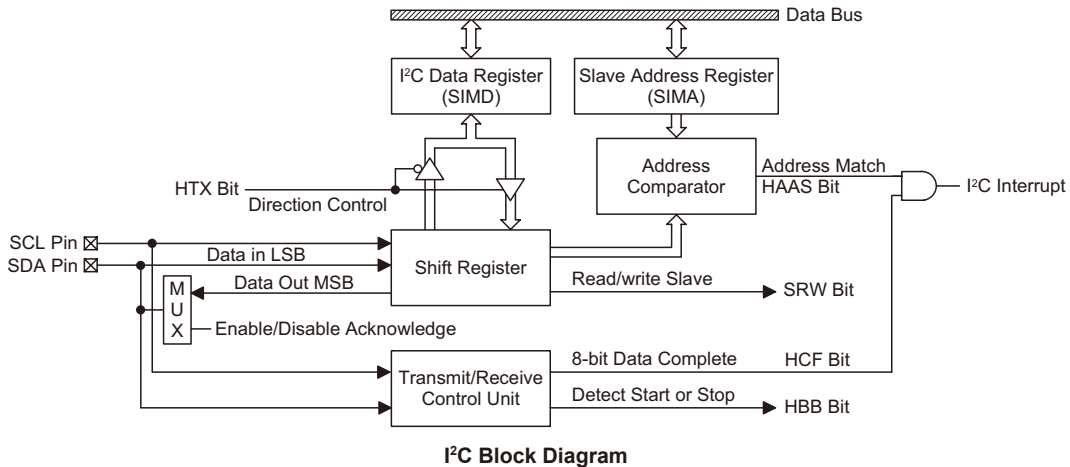 Data Bus
I²C Data Register
(SIMD)
Slave Address Register
(SIMA)
Address
Comparator
Address Match
HAAS Bit
I²C Interrupt
HTX Bit
Direction Control
SCL Pin
SDA Pin
Data in LSB
Shift Register
Data Out MSB
Read/write Slave
SRW Bit
M
U
X
Enable/Disable Acknowledge
Transmit/Receive
Control Unit
8-bit Data Complete
HCF Bit
Detect Start or Stop
HBB Bit
I²C Block Diagram